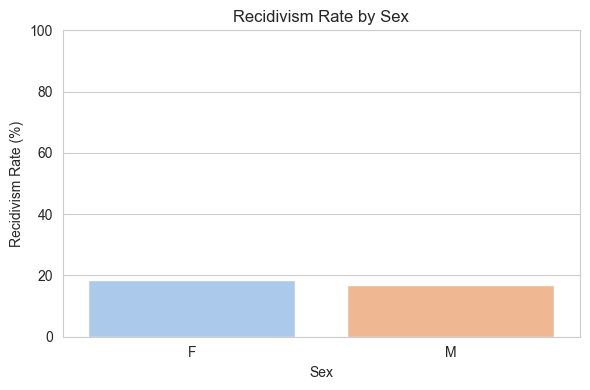 Recidivism Rate by Sex
100
80
60
40
20
0
Recidivism Rate (%)
F
M
Sex